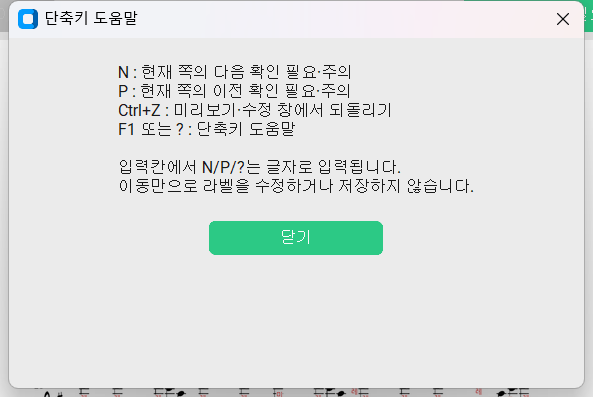 단축키 도움말
N : 현재 쪽의 다음 확인 필요·주의
P : 현재 쪽의 이전 확인 필요·주의
Ctrl+Z : 미리보기·수정 창에서 되돌리기
F1 또는 ? : 단축키 도움말
입력칸에서 N/P/?는 글자로 입력됩니다.
이동만으로 라벨을 수정하거나 저장하지 않습니다.
닫기